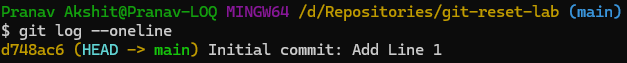 Pranav Akshit@Pranav-LOQ MINGW64 /d/Repositories/git-reset-lab (main)
$ git log --oneline
d748ac6 (HEAD -> main) Initial commit: Add Line 1